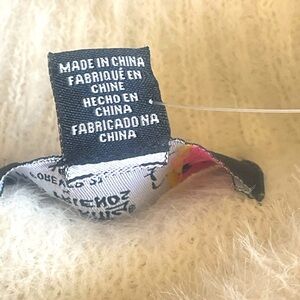 MADE IN CHINA
FABRIQUÉ EN
CHINE
HECHO EN
CHINA
FABRICADO NA
CHINA